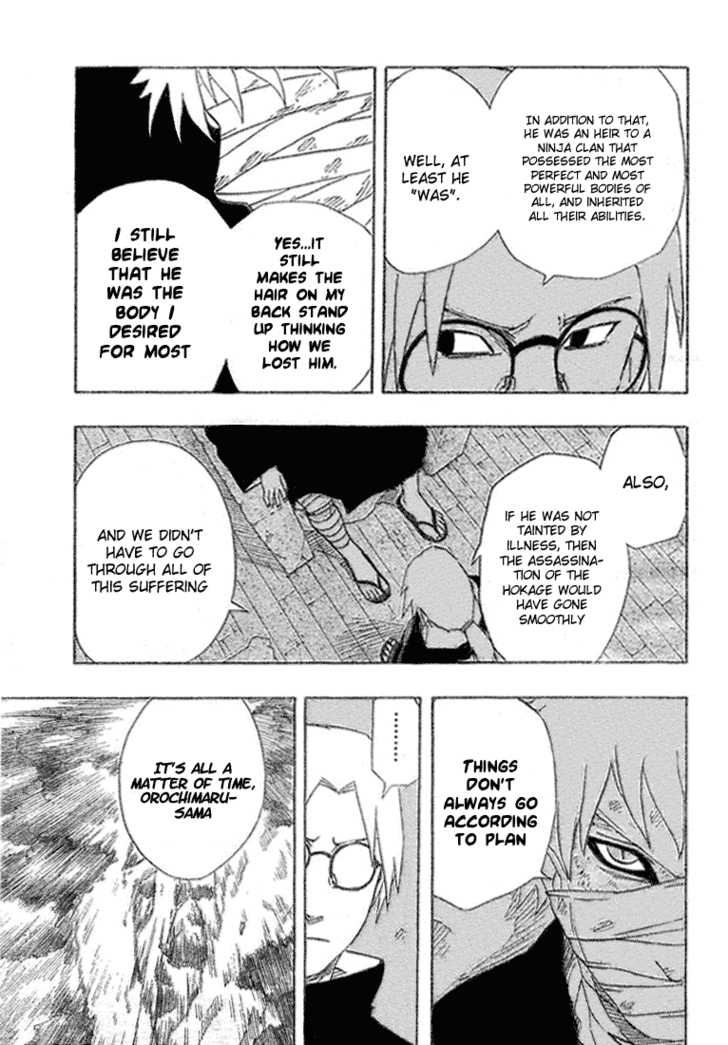 IN ADDITION TO THAT,
HE WAS AN HEIR TO A
NINJA CLAN THAT
POSSESSED THE MOST
PERFECT AND MOST
POWERFUL BODIES OF
ALL, AND INHERITED
ALL THEIR ABILITIES.
WELL, AT
LEAST HE
"WAS".
YES...IT
STILL
MAKES THE
HAIR ON MY
BACK STAND
UP THINKING
HOW WE
LOST HIM.
I STILL
BELIEVE
THAT HE
WAS THE
BODY I
DESIRED
FOR MOST
ALSO,
IF HE WAS NOT
TAINTED BY
ILLNESS, THEN
THE ASSASSINA-
TION OF THE
HOKAGE WOULD
HAVE GONE
SMOOTHLY
AND WE DIDN'T
HAVE TO GO
THROUGH ALL OF
THIS SUFFERING
THINGS
DON'T
ALWAYS GO
ACCORDING
TO PLAN
.........
IT'S ALL A
MATTER OF TIME,
OROCHIMARU-
SAMA